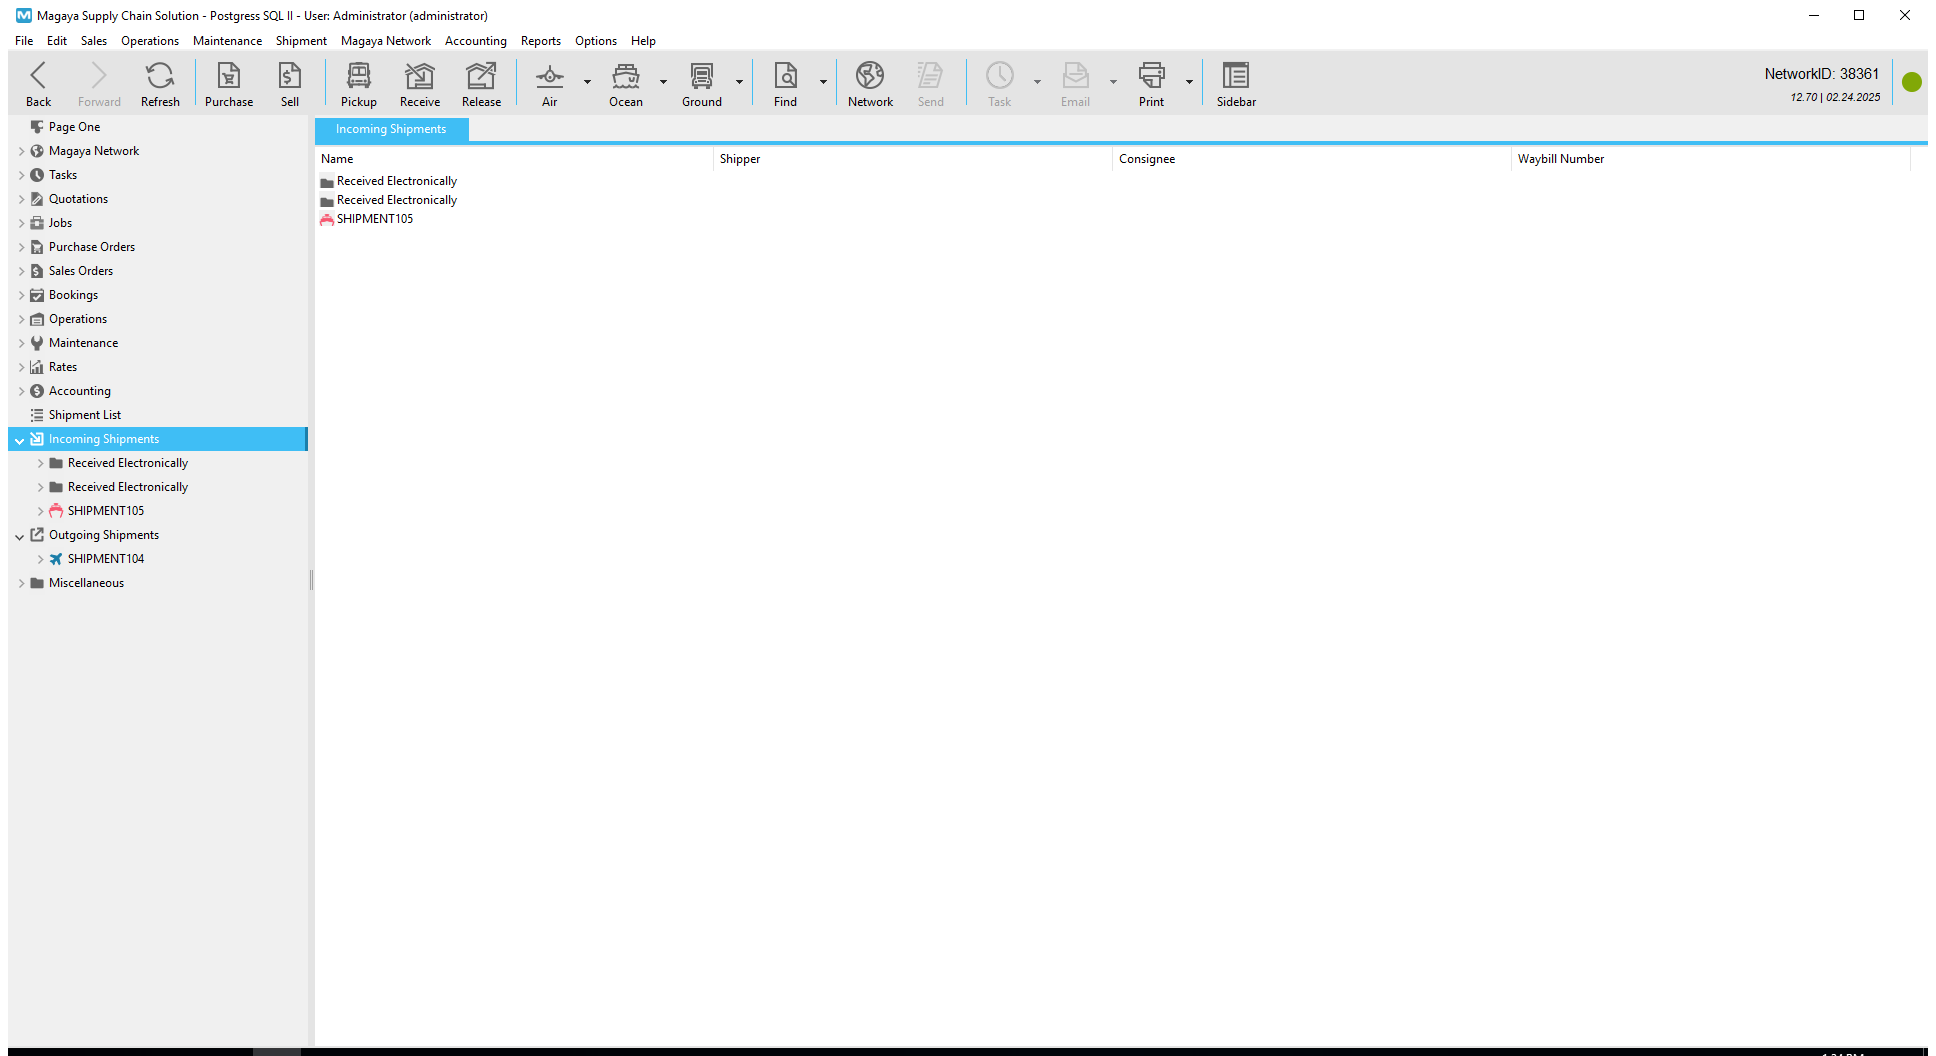 Magaya Supply Chain Solution - Postgress SQL II - User: Administrator (administrator)
File Edit Sales Operations Maintenance Shipment Magaya Network Accounting Reports Options Help
Back Forward Refresh Purchase Sell Pickup Receive Release Air Ocean Ground Find Network Send Task Email Print Sidebar
NetworkID: 38361
12.70 | 02.24.2025
Page One
Magaya Network
Tasks
Quotations
Jobs
Purchase Orders
Sales Orders
Bookings
Operations
Maintenance
Rates
Accounting
Shipment List
Incoming Shipments
Received Electronically
Received Electronically
SHIPMENT105
Outgoing Shipments
SHIPMENT104
Miscellaneous
Incoming Shipments
Name Shipper Consignee Waybill Number
Received Electronically
Received Electronically
SHIPMENT105